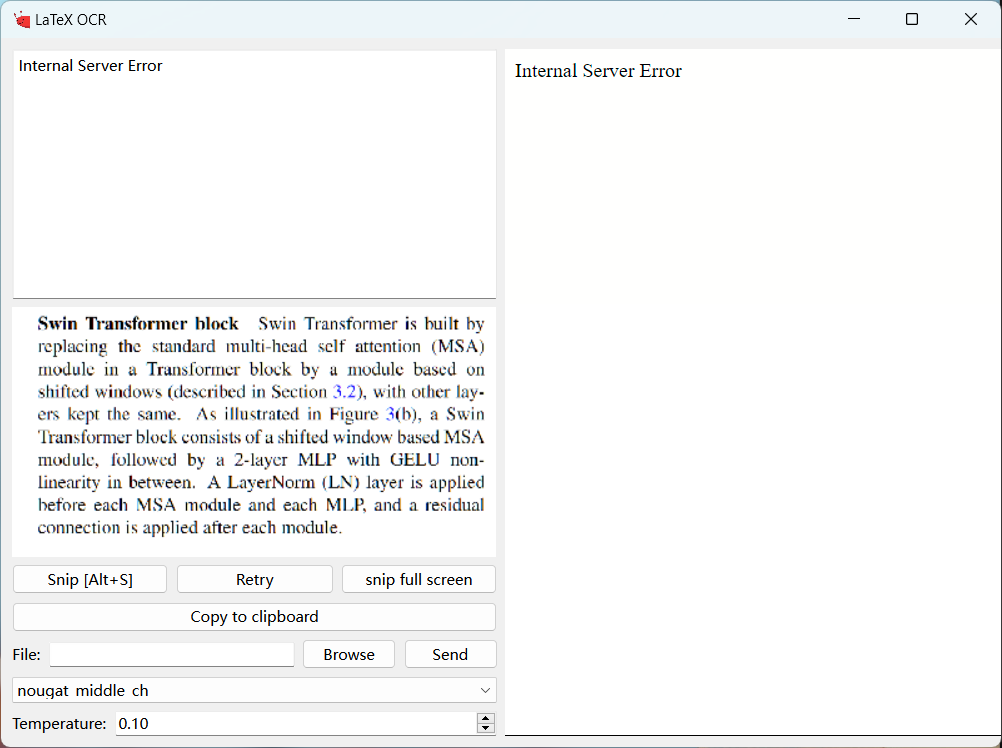 LaTeX OCR
Internal Server Error
Internal Server Error
Swin Transformer block Swin Transformer is built by
replacing the standard multi-head self attention (MSA)
module in a Transformer block by a module based on
shifted windows (described in Section 3.2), with other lay-
ers kept the same. As illustrated in Figure 3(b), a Swin
Transformer block consists of a shifted window based MSA
module, followed by a 2-layer MLP with GELU non-
linearity in between. A LayerNorm (LN) layer is applied
before each MSA module and each MLP, and a residual
connection is applied after each module.
Snip [Alt+S] Retry snip full screen
Copy to clipboard
File: Browse Send
nougat_middle_ch
Temperature: 0.10